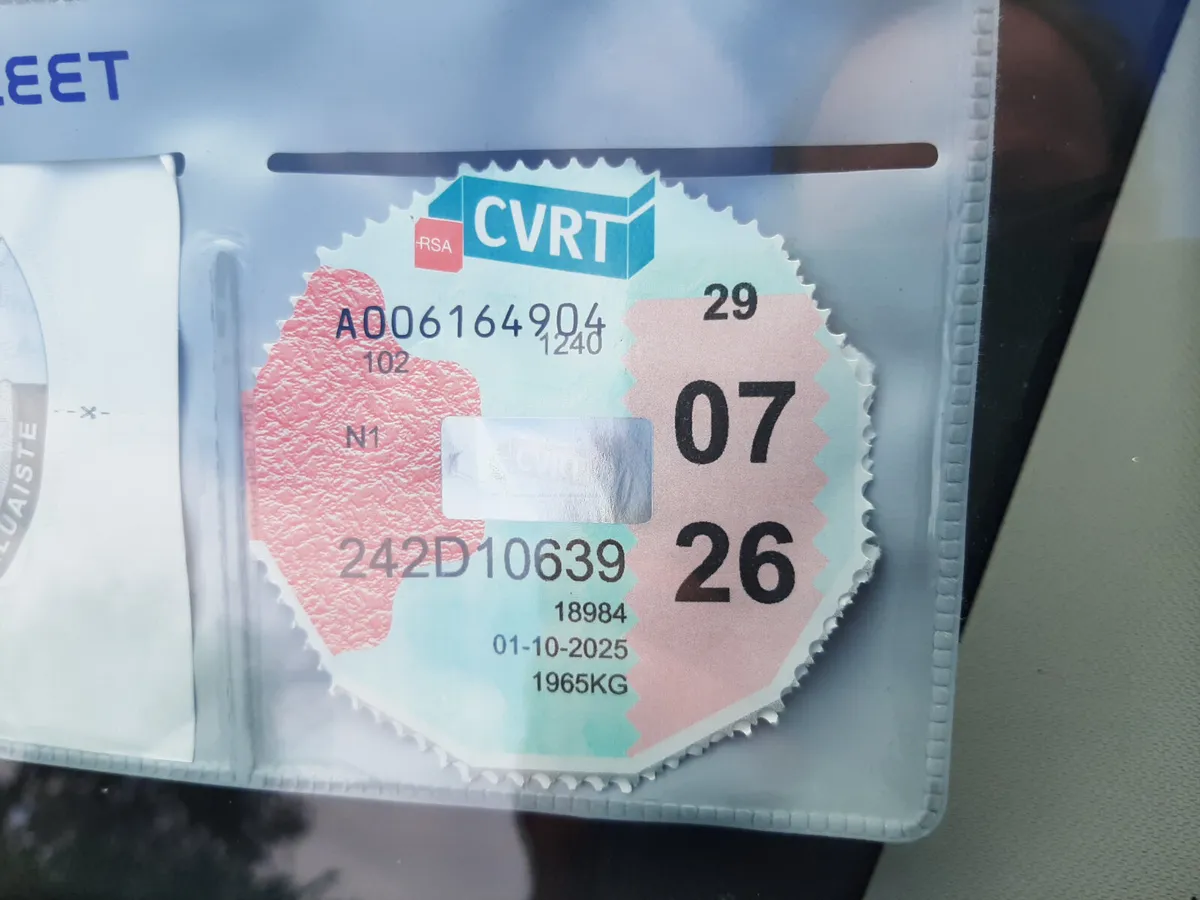 LEET
LUAISTE
CVRT
RSA
A006164904
1240
102
N1
242D10639
18984
01-10-2025
1965KG
29
07
26